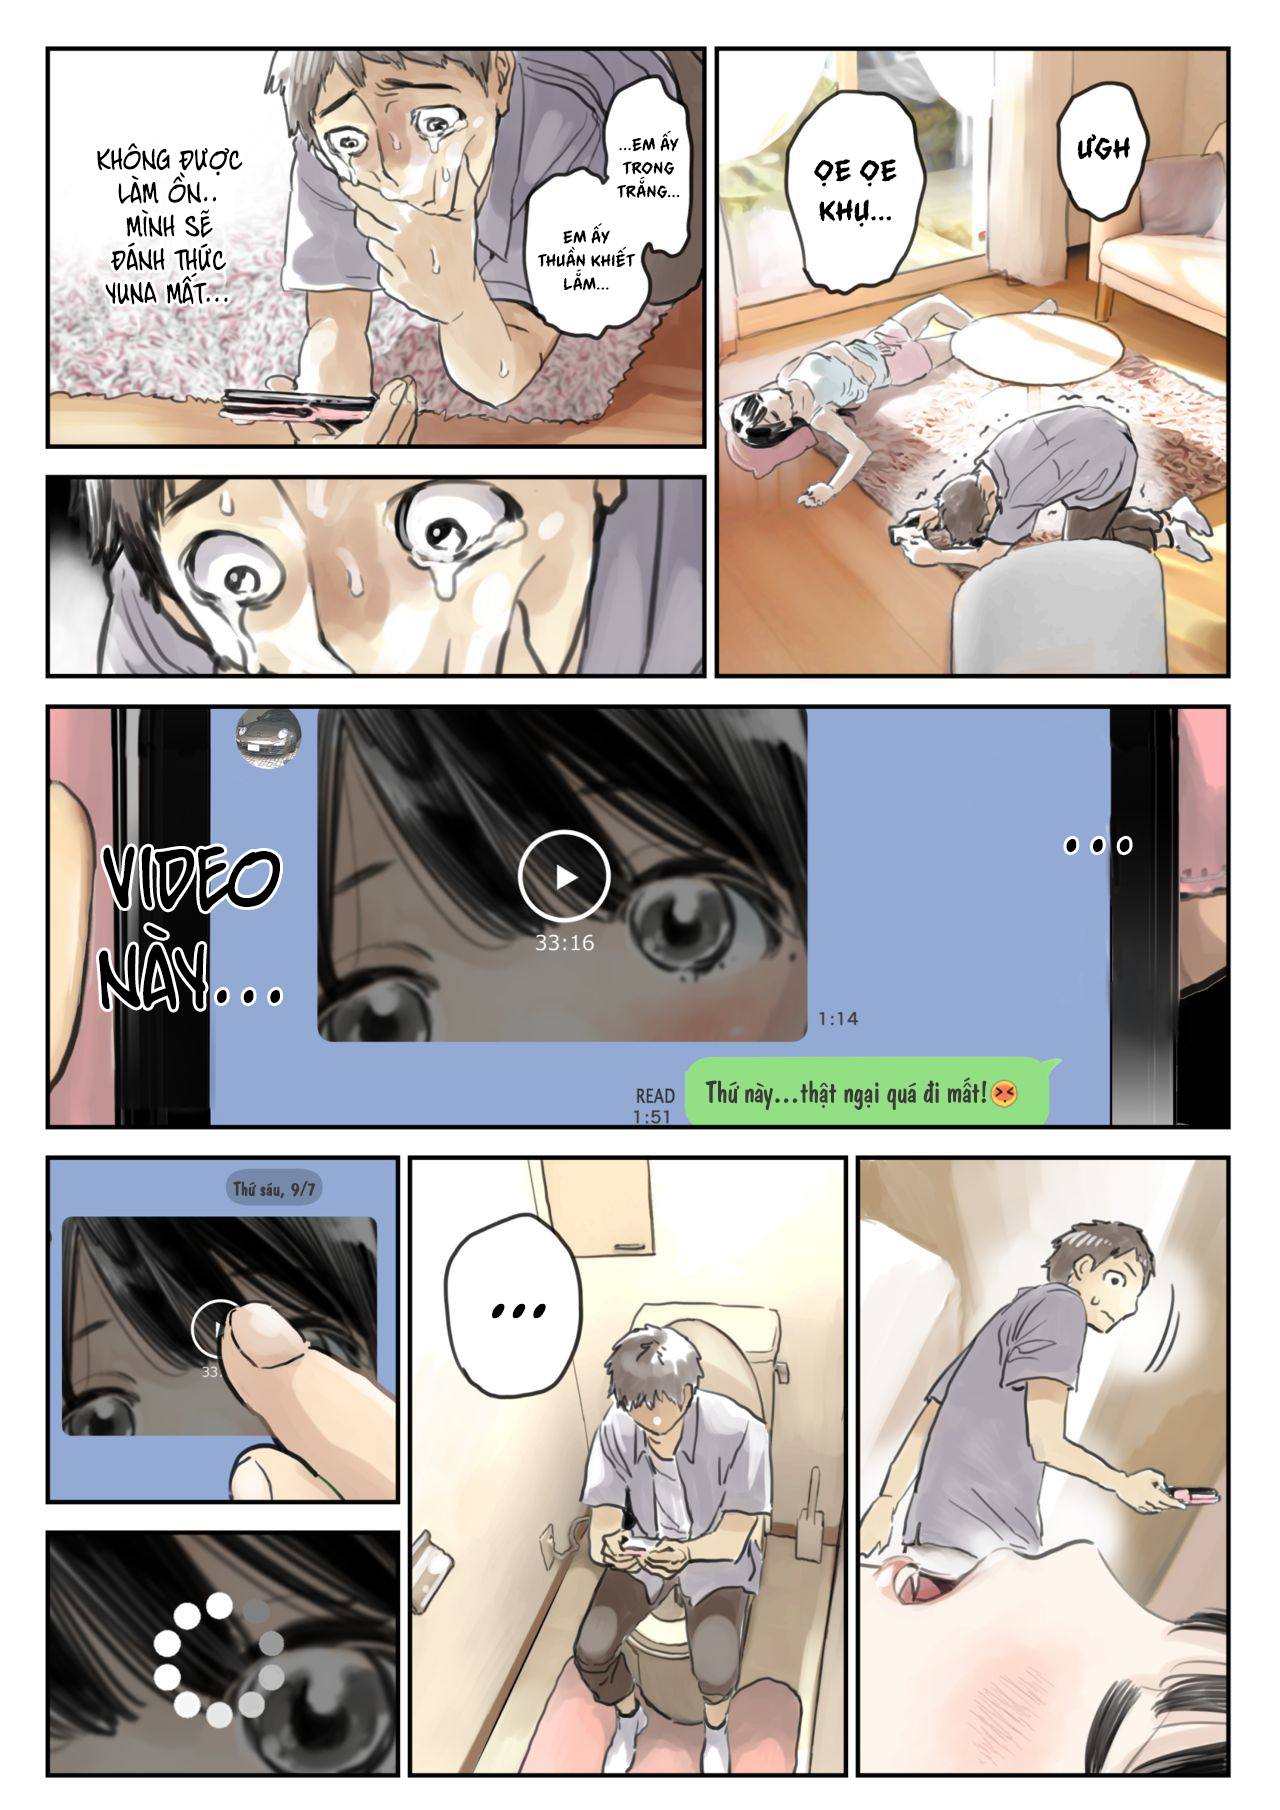 ƯGH
ỌE ỌE
KHỤ...
...EM ẤY
TRONG
TRẮNG...
EM ẤY
THUẦN KHIẾT
LẮM...
KHÔNG ĐƯỢC
LÀM ỒN..
MÌNH SẼ
ĐÁNH THỨC
YUNA MẤT...
...
VIDEO
NÀY...
33:16
1:14
READ
1:51
Thứ này...thật ngại quá đi mất!
...
Thứ sáu, 9/7
33